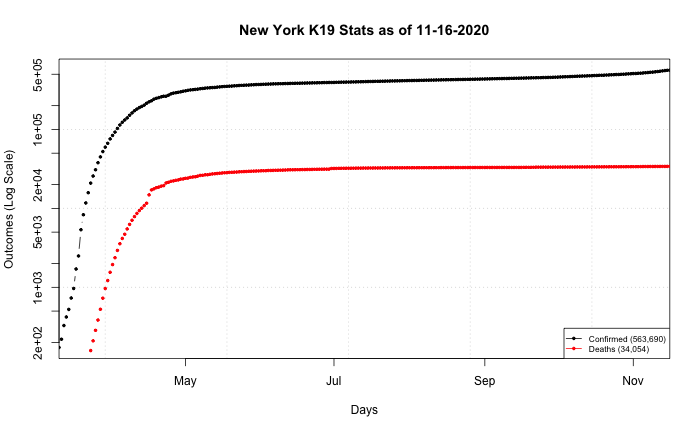 New York K19 Stats as of 11-16-2020
Outcomes (Log Scale)
5e+05
1e+05
2e+04
5e+03
1e+03
2e+02
Confirmed (563,690)
Deaths (34,054)
May Jul Sep Nov
Days